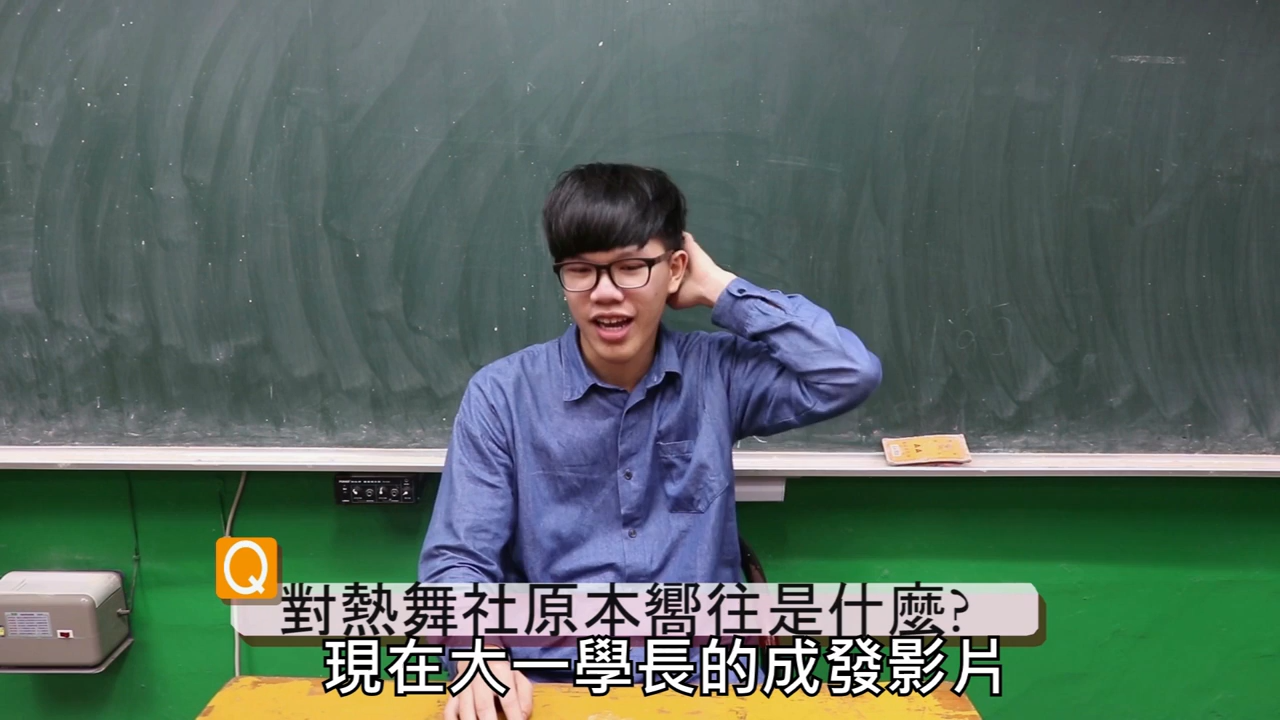 Q
對熱舞社原本嚮往是什麼?
現在大一學長的成發影片